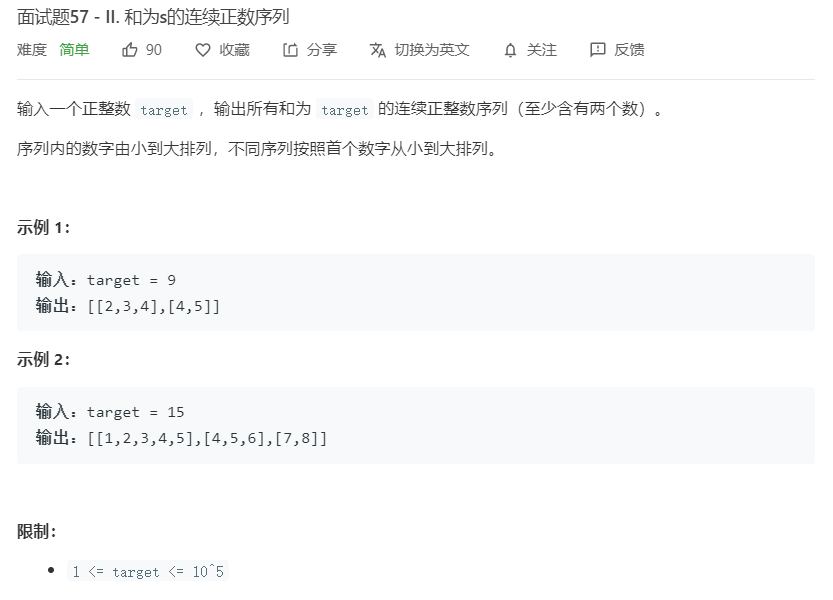 面试题57 - II. 和为s的连续正数序列
难度 简单 90 收藏 分享 切换为英文 关注 反馈
输入一个正整数 target ，输出所有和为 target 的连续正整数序列（至少含有两个数）。
序列内的数字由小到大排列，不同序列按照首个数字从小到大排列。
示例 1：
输入：target = 9
输出：[[2,3,4],[4,5]]
示例 2：
输入：target = 15
输出：[[1,2,3,4,5],[4,5,6],[7,8]]
限制：
1 <= target <= 10^5